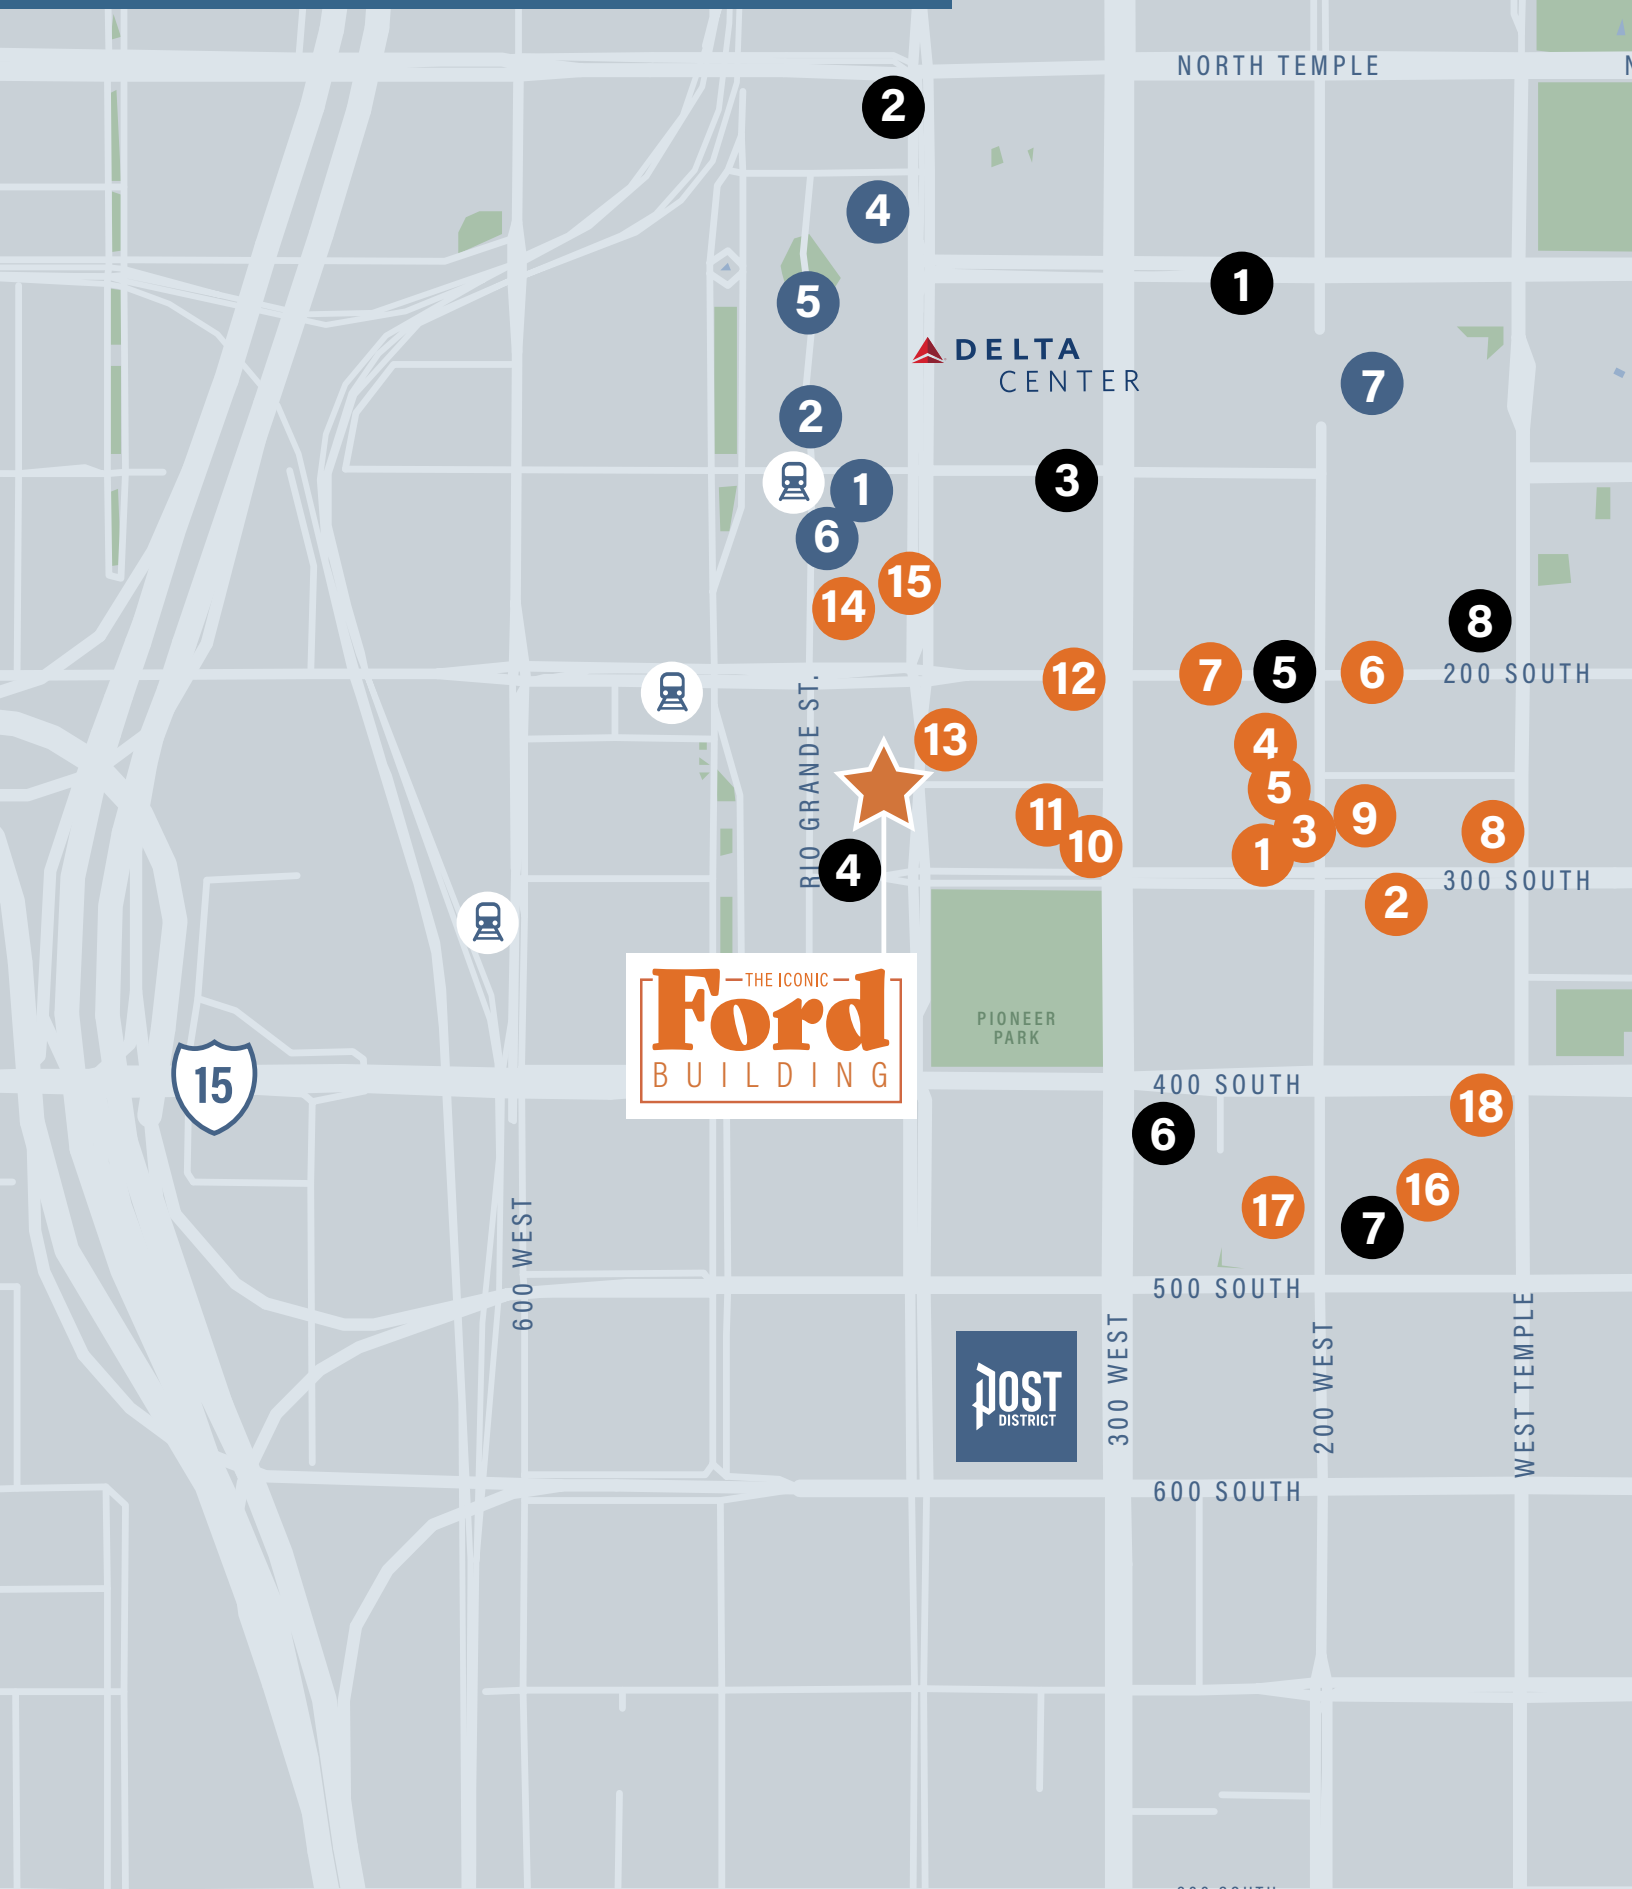 NORTH TEMPLE
N
2
4
1
5
DELTA
CENTER
7
2
3
1
6
15
14
8
12
7
5
6
200 SOUTH
RIO GRANDE ST.
13
4
5
11
3
9
8
10
1
4
300 SOUTH
2
THE ICONIC
Ford
BUILDING
PIONEER
PARK
15
400 SOUTH
18
6
16
17
7
600 WEST
500 SOUTH
POST
DISTRICT
300 WEST
200 WEST
WEST TEMPLE
600 SOUTH